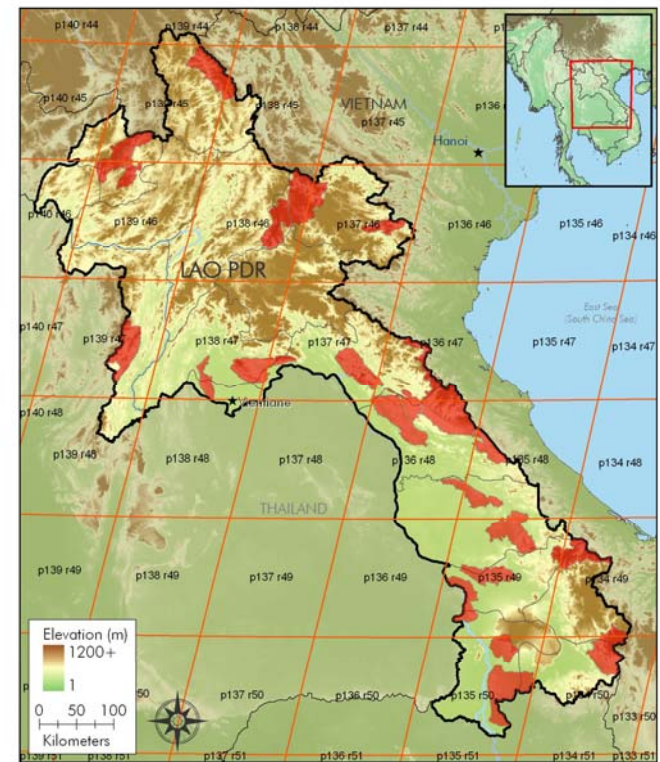 p140 r44
p139 r44
p138 r44
p137 r44
p140 r45
p138 r45
VIETNAM
p137 r45
p136 r
Hanoi
p140 r46
p139 r46
p138 r46
p137 r46
p136 r46
p135 r46
p134 r46
LAO PDR
East Sea
(South China Sea)
p140 r47
p138 r47
p137 r47
p136 r47
p135 r47
p134 r47
p140 r48
Vientiane
p139 r48
p138 r48
p137 r48
p136 r48
p135 r48
p134 r48
THAILAND
p139 r49
p138 r49
p137 r49
p136 r49
p135 r49
p134 r49
Elevation (m)
1200+
1
0 50 100
Kilometers
r50
p137 r50
p136 r50
p135 r50
p133 r50
p139 r51
p138 r51
p137 r51
p136 r51
p135 r51
p134 r51
p133 r51